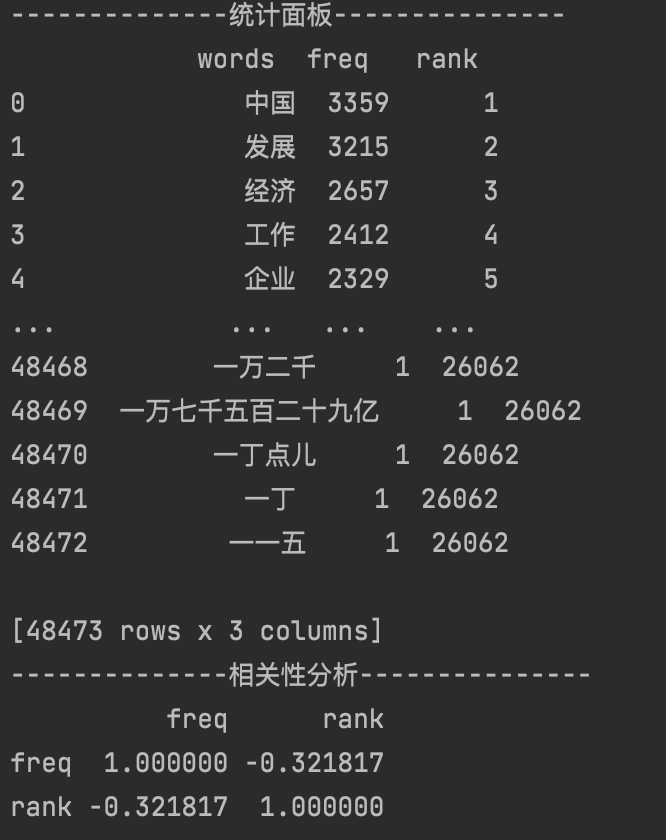 --------------统计面板---------------
words freq rank
0 中国 3359 1
1 发展 3215 2
2 经济 2657 3
3 工作 2412 4
4 企业 2329 5
... ... ... ...
48468 一万二千 1 26062
48469 一万七千五百二十九亿 1 26062
48470 一丁点儿 1 26062
48471 一丁 1 26062
48472 一一五 1 26062
[48473 rows x 3 columns]
--------------相关性分析---------------
freq rank
freq 1.000000 -0.321817
rank -0.321817 1.000000